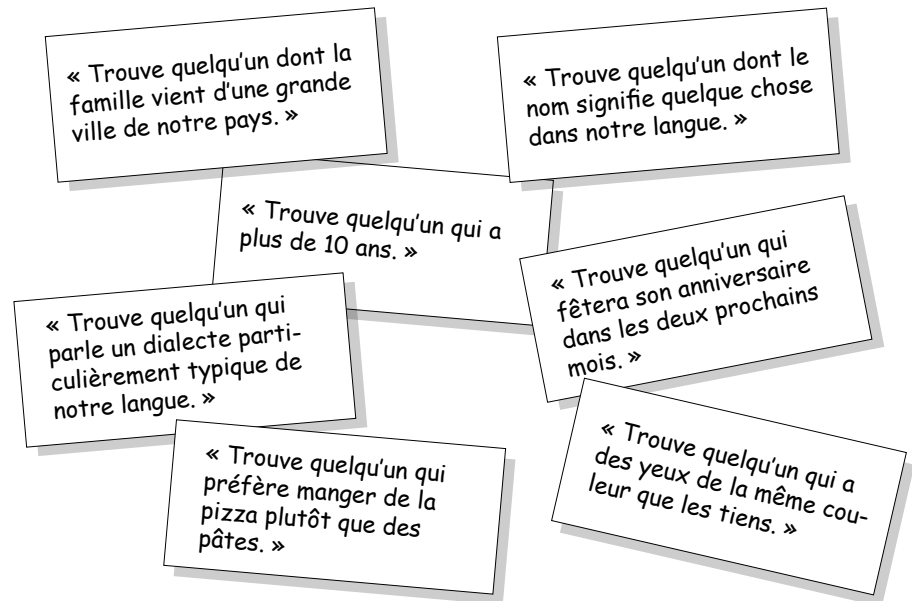 « Trouve quelqu'un dont la
famille vient d'une grande
ville de notre pays. »
« Trouve quelqu'un dont le
nom signifie quelque chose
dans notre langue. »
« Trouve quelqu'un qui a
plus de 10 ans. »
« Trouve quelqu'un qui
fêtera son anniversaire
dans les deux prochains
mois. »
« Trouve quelqu'un qui
parle un dialecte parti-
culièrement typique de
notre langue. »
« Trouve quelqu'un qui
préfère manger de la
pizza plutôt que des
pâtes. »
« Trouve quelqu'un qui a
des yeux de la même cou-
leur que les tiens. »